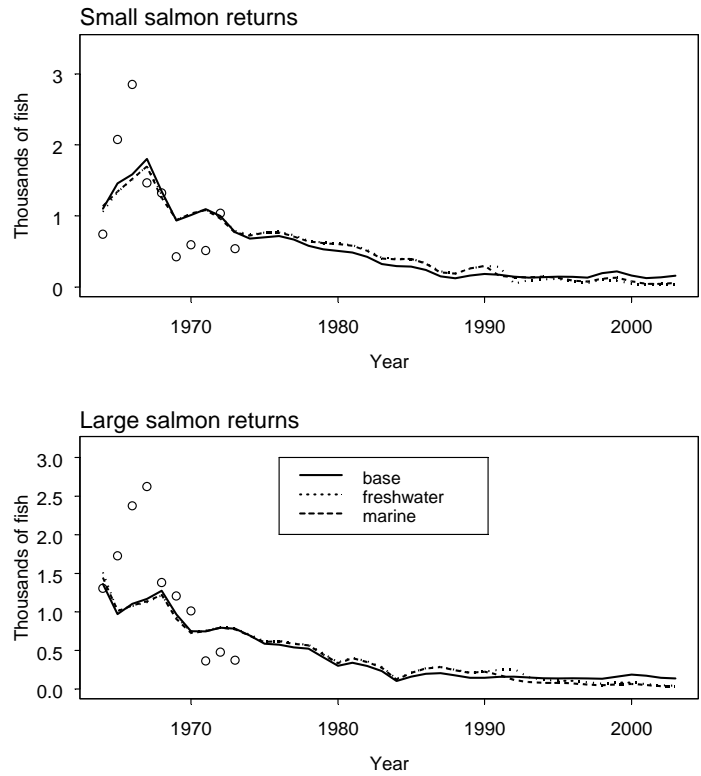 Small salmon returns
Thousands of fish
3
2
1
0
1970 1980 1990 2000
Year
Large salmon returns
Thousands of fish
3.0
2.5
2.0
1.5
1.0
0.5
0.0
base
freshwater
marine
1970 1980 1990 2000
Year